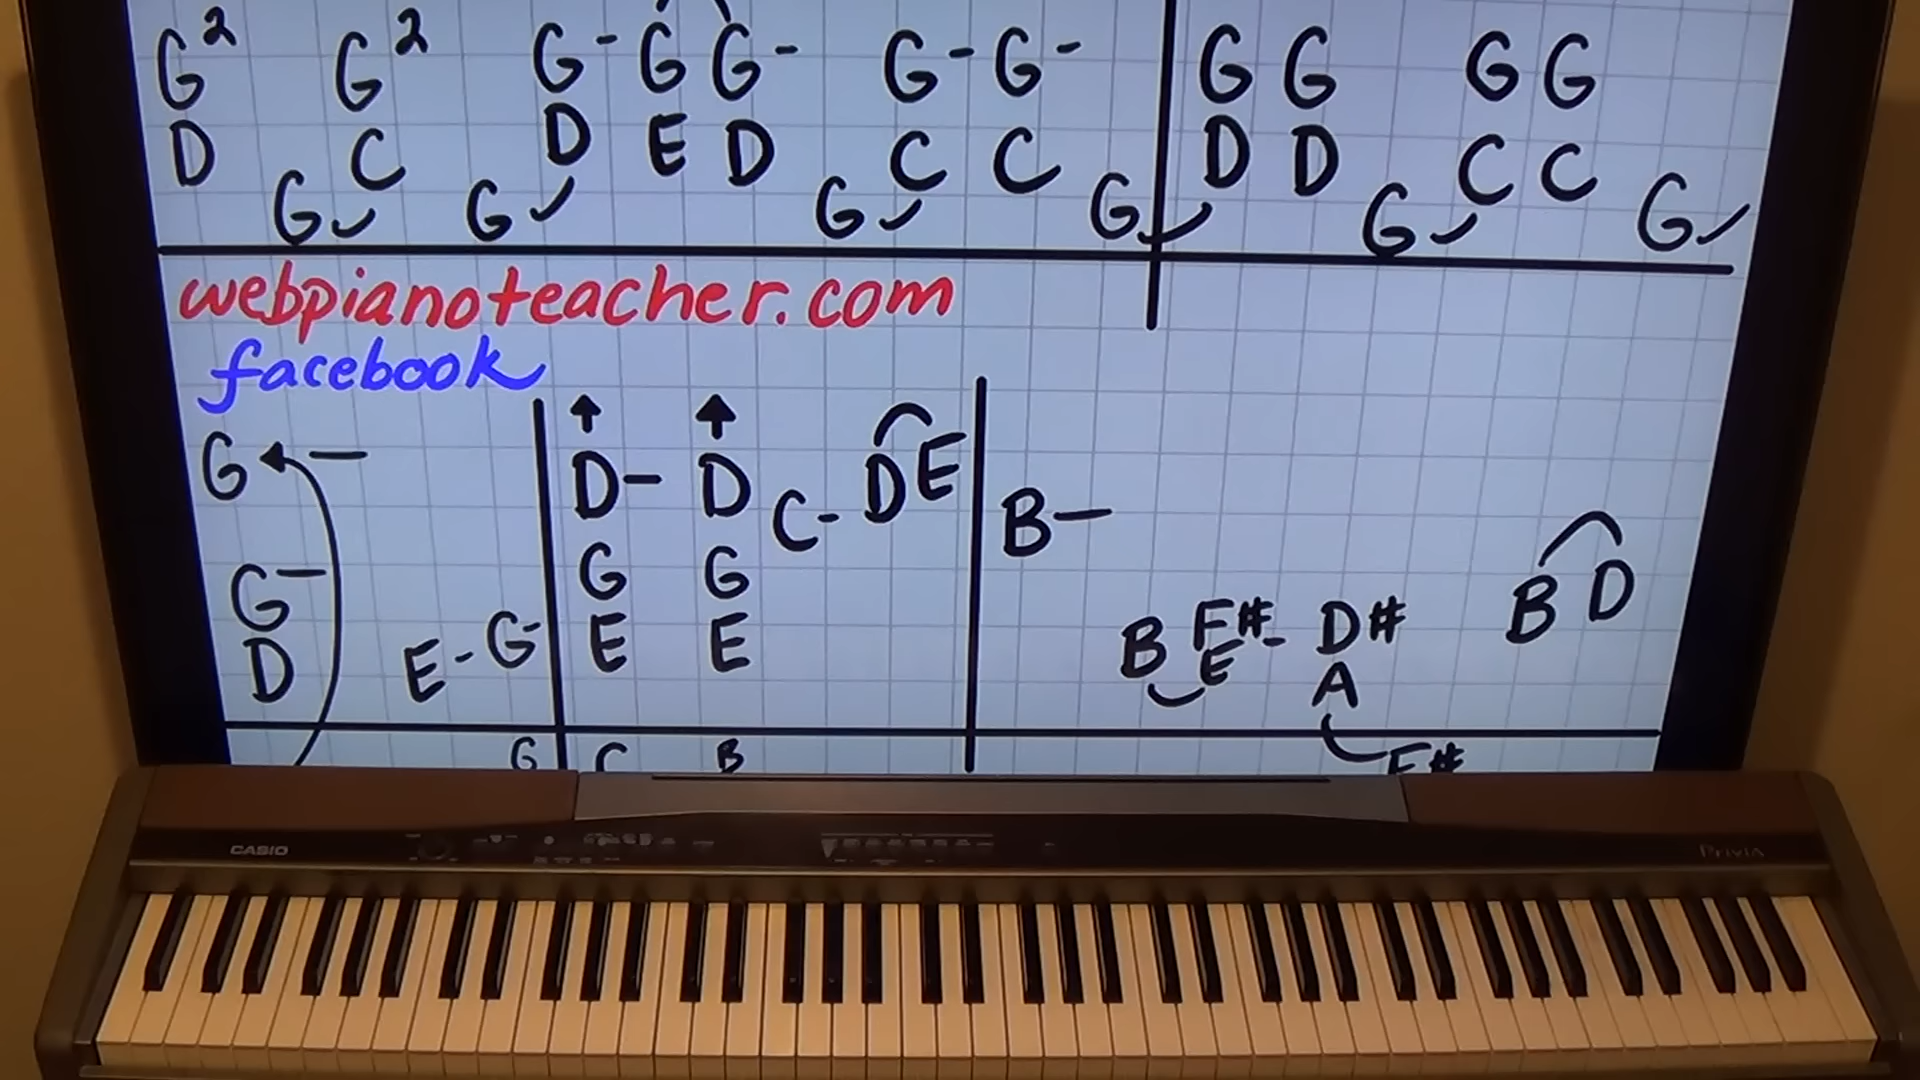 G² G² G- G G- G- G- G G G G
D C D E D C C D D C C
G G G G G G
webpianoteacher.com
facebook
G - D- D C- D E B-
G- G G B D
D E- G- E E B F# E - D# A
G C B F#
CASIO Privia